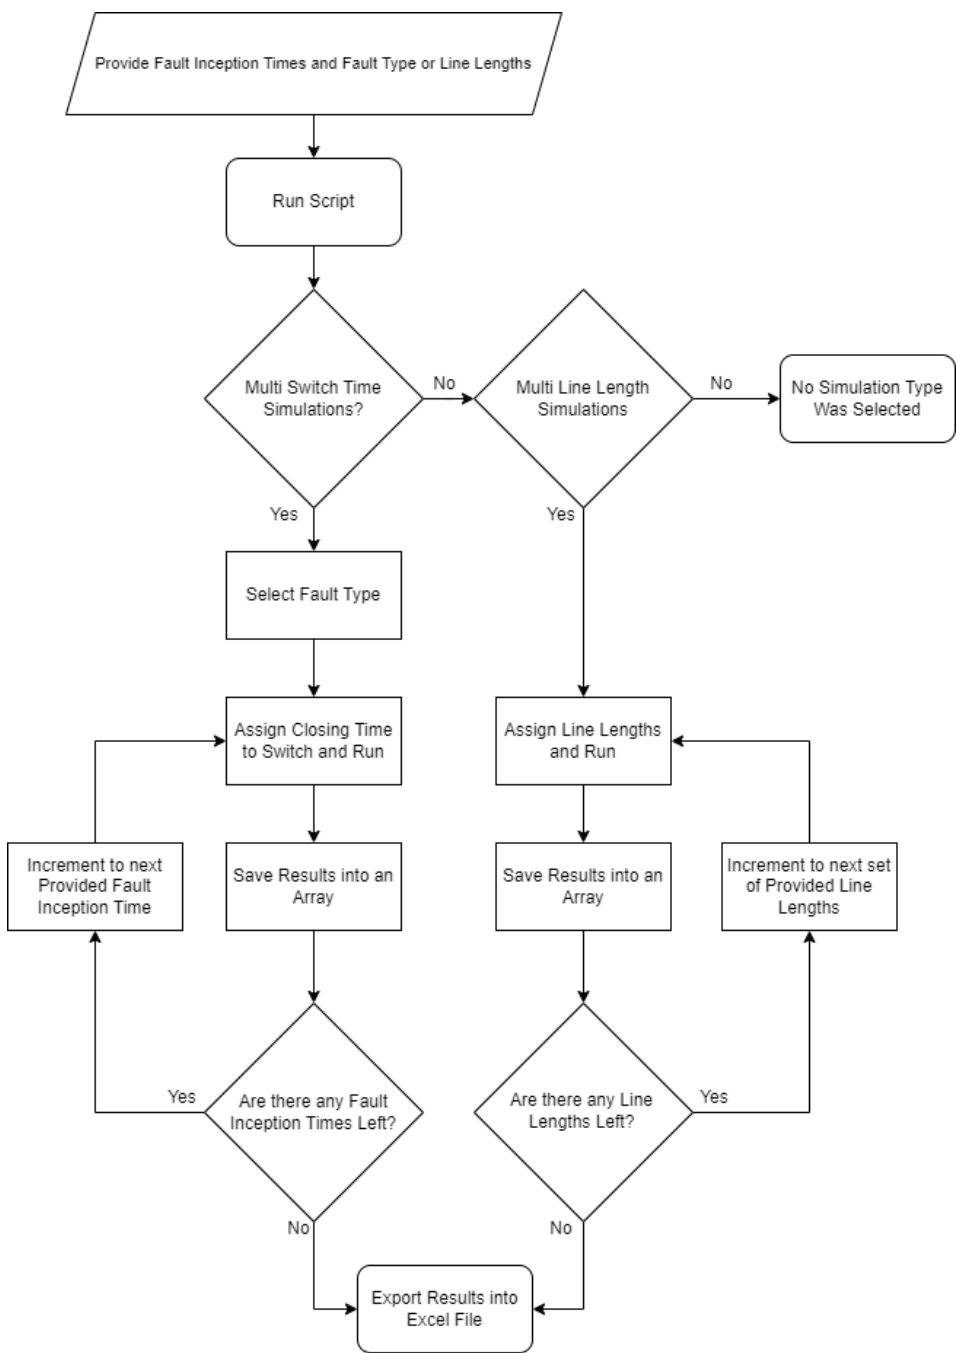 Provide Fault Inception Times and Fault Type or Line Lengths
Run Script
Multi Switch Time
Simulations?
No
Multi Line Length
Simulations
No
No Simulation Type
Was Selected
Yes
Yes
Select Fault Type
Assign Closing Time
to Switch and Run
Assign Line Lengths
and Run
Increment to next
Provided Fault
Inception Time
Save Results into an
Array
Save Results into an
Array
Increment to next set
of Provided Line
Lengths
Yes
Are there any Fault
Inception Times Left?
Are there any Line
Lengths Left?
Yes
No
No
Export Results into
Excel File